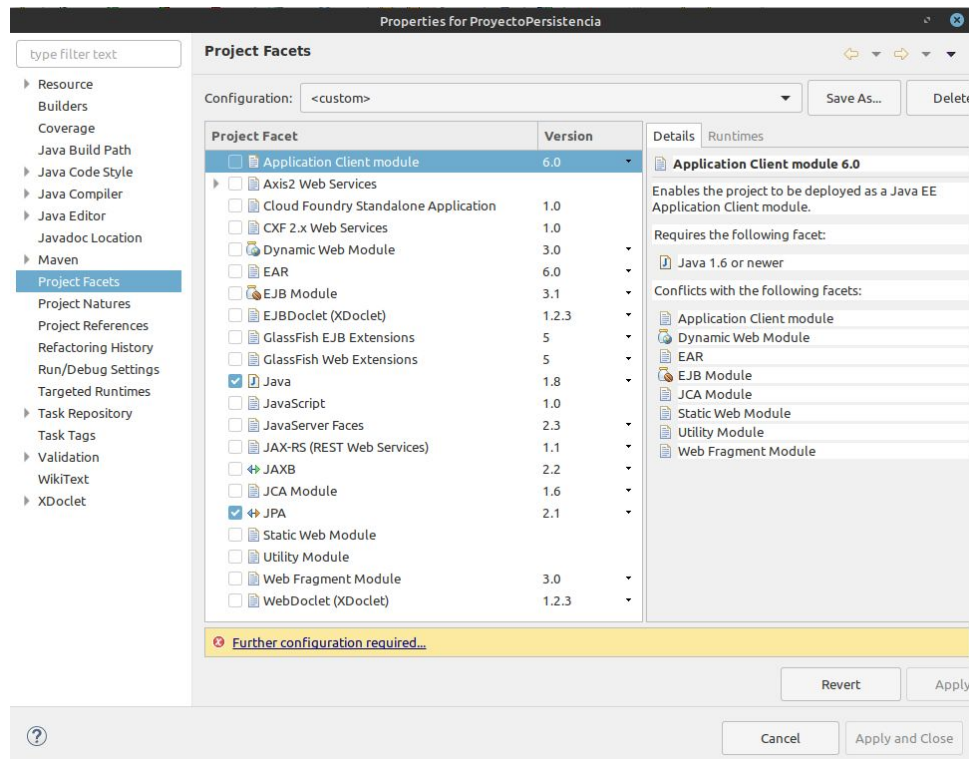 Properties for ProyectoPersistencia
type filter text
Resource
Builders
Coverage
Java Build Path
Java Code Style
Java Compiler
Java Editor
Javadoc Location
Maven
Project Facets
Project Natures
Project References
Refactoring History
Run/Debug Settings
Targeted Runtimes
Task Repository
Task Tags
Validation
WikiText
XDoclet
Project Facets
Configuration: <custom> Save As... Delete
Project Facet Version
Application Client module 6.0
Axis2 Web Services
Cloud Foundry Standalone Application 1.0
CXF 2.x Web Services 1.0
Dynamic Web Module 3.0
EAR 6.0
EJB Module 3.1
EJBDoclet (XDoclet) 1.2.3
GlassFish EJB Extensions 5
GlassFish Web Extensions 5
Java 1.8
JavaScript 1.0
JavaServer Faces 2.3
JAX-RS (REST Web Services) 1.1
JAXB 2.2
JCA Module 1.6
JPA 2.1
Static Web Module
Utility Module
Web Fragment Module 3.0
WebDoclet (XDoclet) 1.2.3
Details Runtimes
Application Client module 6.0
Enables the project to be deployed as a Java EE
Application Client module.
Requires the following facet:
Java 1.6 or newer
Conflicts with the following facets:
Application Client module
Dynamic Web Module
EAR
EJB Module
JCA Module
Static Web Module
Utility Module
Web Fragment Module
Further configuration required...
Revert Apply
? Cancel Apply and Close